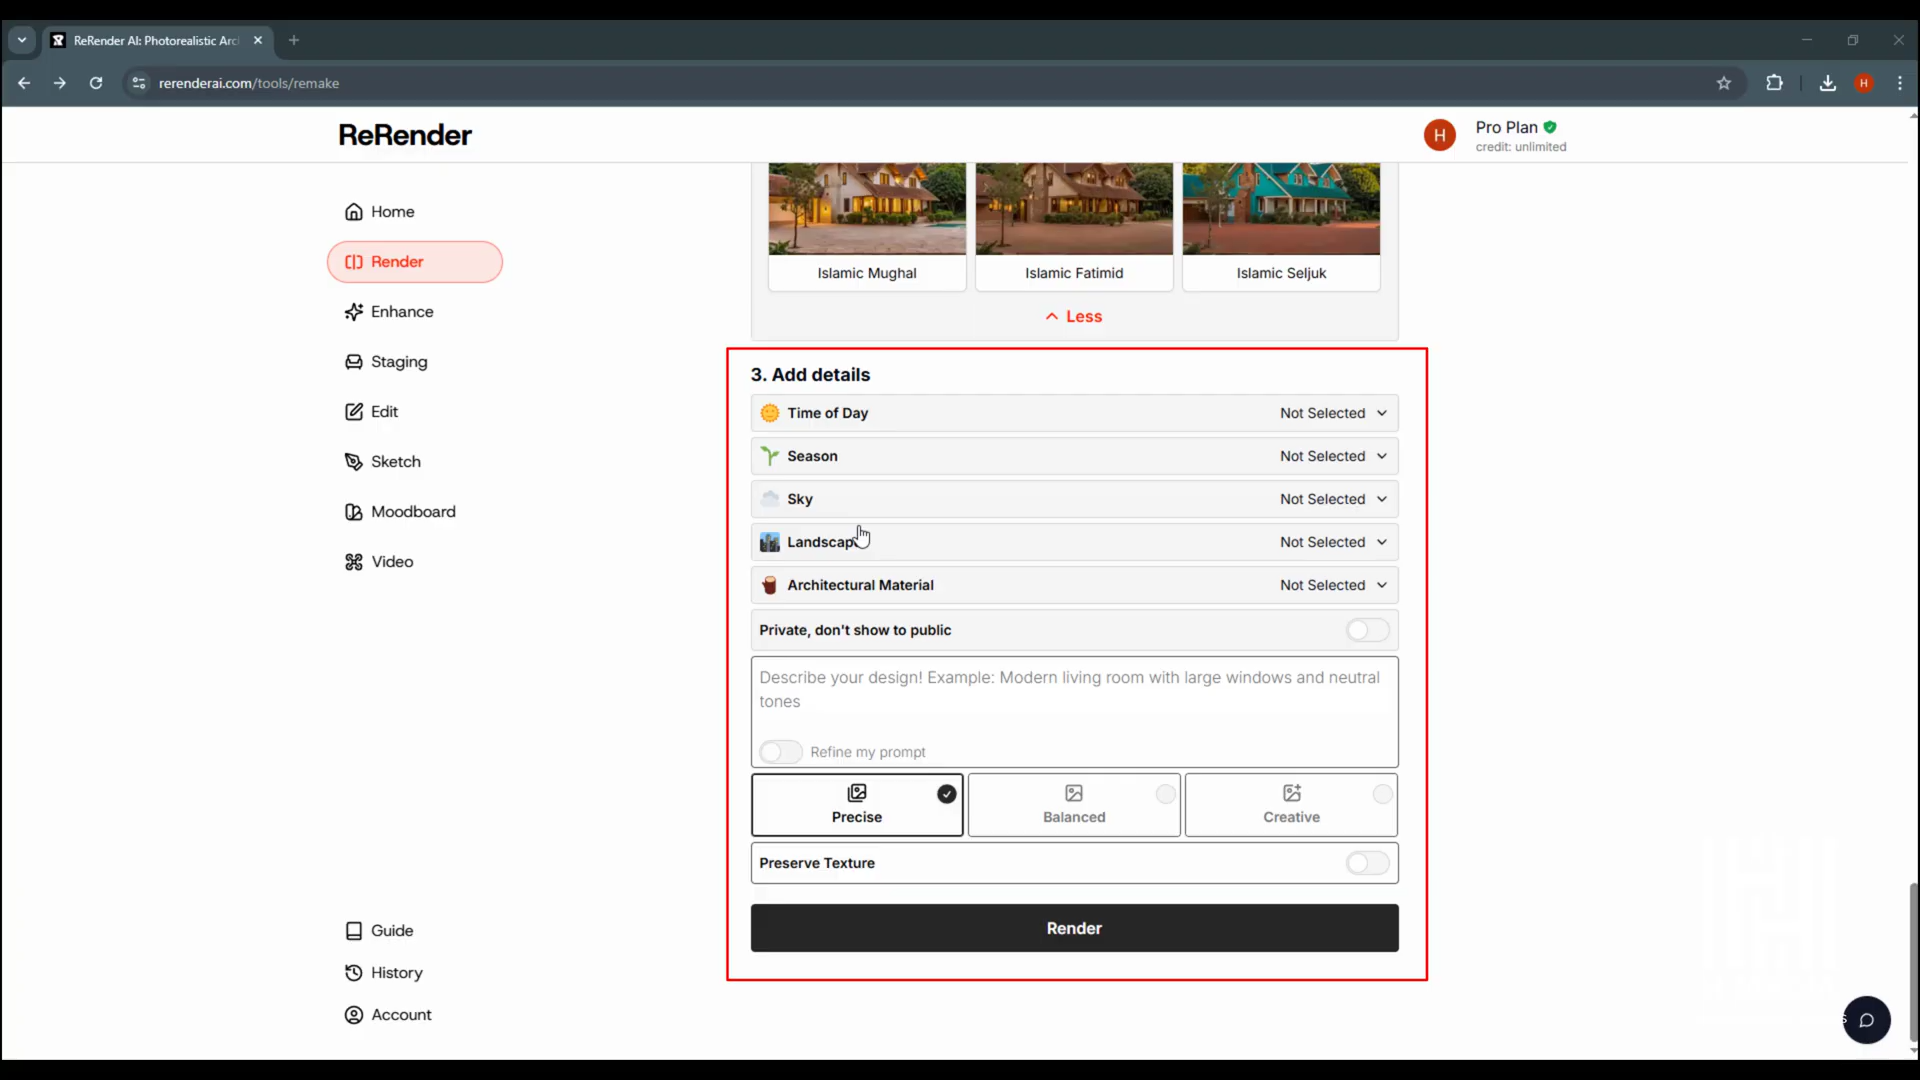 ReRender AI: Photorealistic Arc
rerenderai.com/tools/remake
H
ReRender
H
Pro Plan
credit: unlimited
Home
Render
Enhance
Staging
Edit
Sketch
Moodboard
Video
Guide
History
Account
Islamic Mughal
Islamic Fatimid
Islamic Seljuk
Less
3. Add details
Time of Day Not Selected
Season Not Selected
Sky Not Selected
Landscape Not Selected
Architectural Material Not Selected
Private, don't show to public
Describe your design! Example: Modern living room with large windows and neutral
tones
Refine my prompt
Precise
Balanced
Creative
Preserve Texture
Render